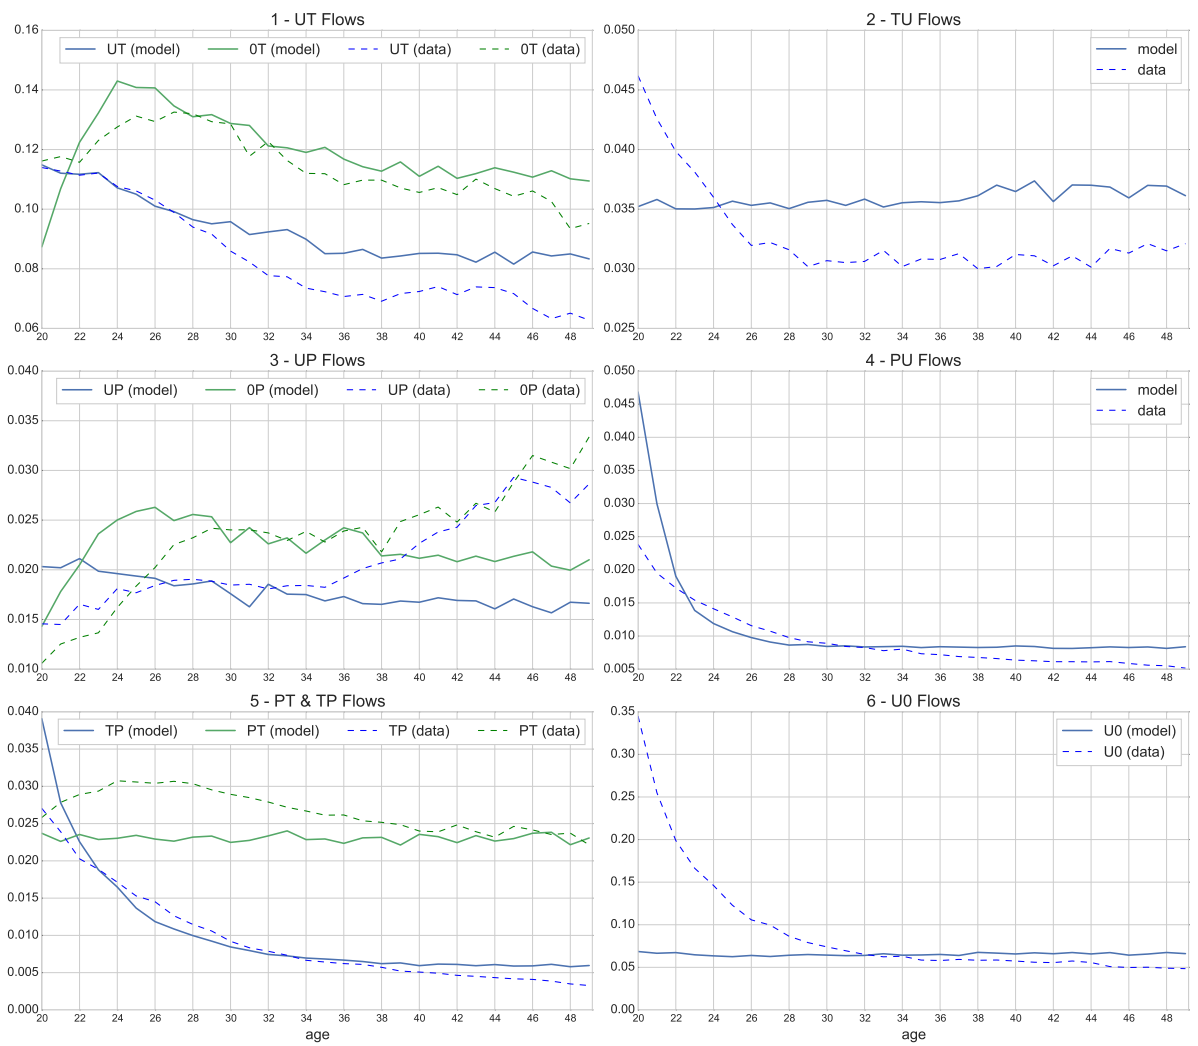 1 - UT Flows
0.16
0.14
0.12
0.10
0.08
0.06
UT (model) 0T (model) UT (data) 0T (data)
20 22 24 26 28 30 32 34 36 38 40 42 44 46 48
2 - TU Flows
0.050
0.045
0.040
0.035
0.030
0.025
model
data
20 22 24 26 28 30 32 34 36 38 40 42 44 46 48
3 - UP Flows
0.040
0.035
0.030
0.025
0.020
0.015
0.010
UP (model) 0P (model) UP (data) 0P (data)
20 22 24 26 28 30 32 34 36 38 40 42 44 46 48
4 - PU Flows
0.050
0.045
0.040
0.035
0.030
0.025
0.020
0.015
0.010
0.005
model
data
20 22 24 26 28 30 32 34 36 38 40 42 44 46 48
5 - PT & TP Flows
0.040
0.035
0.030
0.025
0.020
0.015
0.010
0.005
0.000
TP (model) PT (model) TP (data) PT (data)
20 22 24 26 28 30 32 34 36 38 40 42 44 46 48
age
6 - U0 Flows
0.35
0.30
0.25
0.20
0.15
0.10
0.05
0.00
U0 (model)
U0 (data)
20 22 24 26 28 30 32 34 36 38 40 42 44 46 48
age